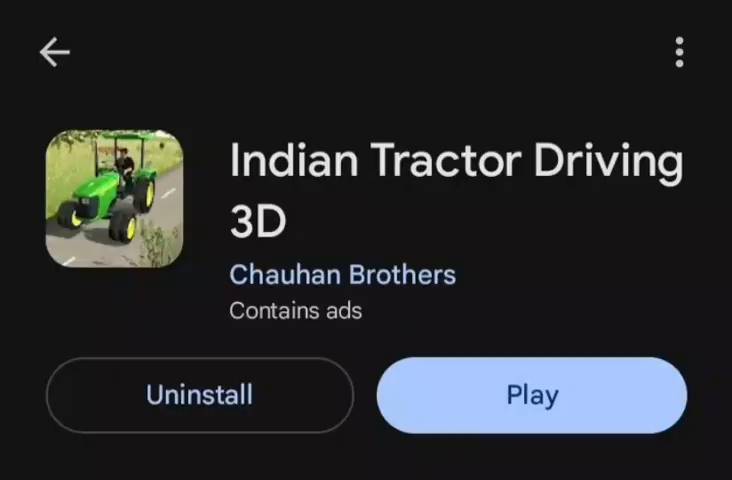 Indian Tractor Driving
3D
Chauhan Brothers
Contains ads
Uninstall
Play